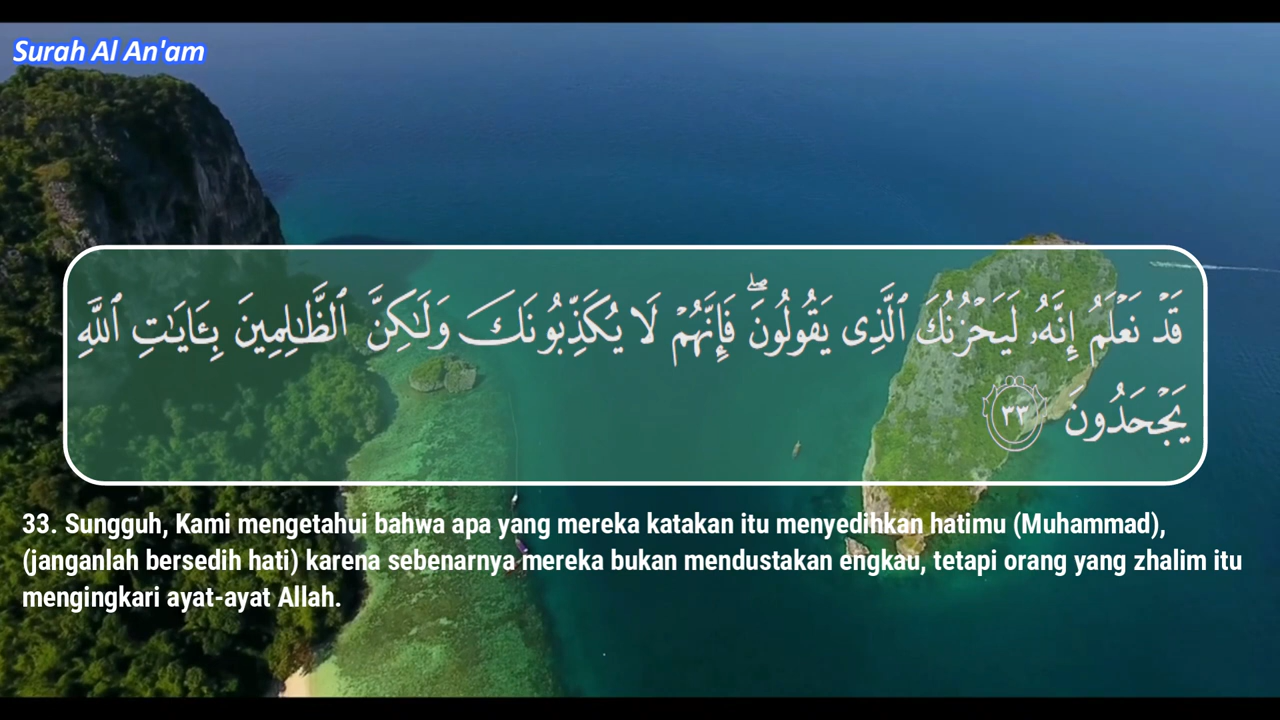 Surah Al An'am
قَدْ نَعْلَمُ إِنَّهُۥ لَيَحْزُنُكَ ٱلَّذِى يَقُولُونَ ۖ فَإِنَّهُمْ لَا يُكَذِّبُونَكَ وَلَٰكِنَّ ٱلظَّٰلِمِينَ بِـَٔايَٰتِ ٱللَّهِ
يَجْحَدُونَ ٣٣
33. Sungguh, Kami mengetahui bahwa apa yang mereka katakan itu menyedihkan hatimu (Muhammad),
(janganlah bersedih hati) karena sebenarnya mereka bukan mendustakan engkau, tetapi orang yang zhalim itu
mengingkari ayat-ayat Allah.